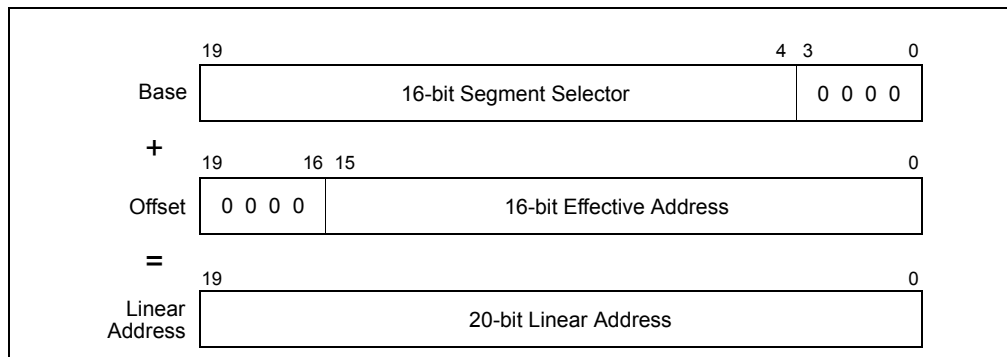 19 4 3 0
Base 16-bit Segment Selector 0 0 0 0
+
19 16 15 0
Offset 0 0 0 0 16-bit Effective Address
=
19 0
Linear
Address 20-bit Linear Address